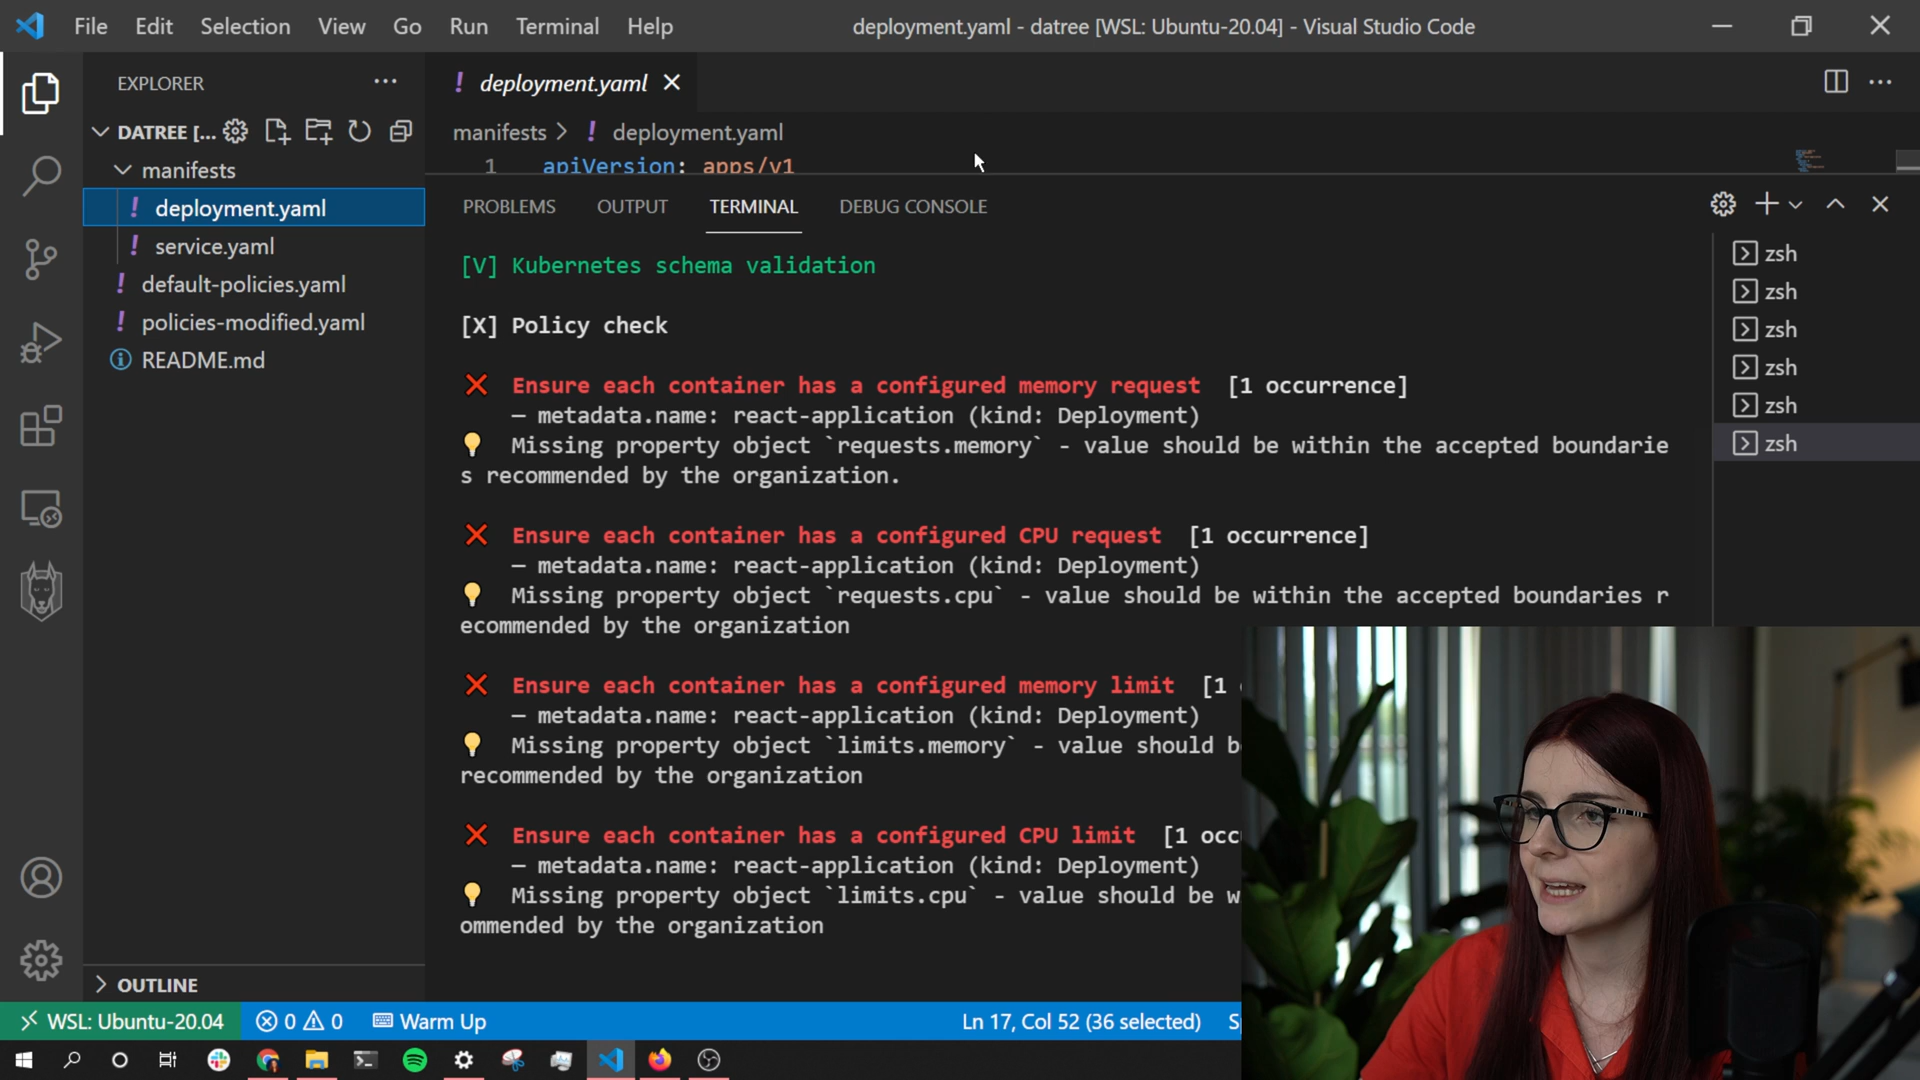 File Edit Selection View Go Run Terminal Help
deployment.yaml - datree [WSL: Ubuntu-20.04] - Visual Studio Code
EXPLORER
DATREE [...
manifests
deployment.yaml
service.yaml
default-policies.yaml
policies-modified.yaml
README.md
OUTLINE
deployment.yaml
manifests > deployment.yaml
1 apiVersion: apps/v1
PROBLEMS OUTPUT TERMINAL DEBUG CONSOLE
[V] Kubernetes schema validation
[X] Policy check
❌ Ensure each container has a configured memory request [1 occurrence]
— metadata.name: react-application (kind: Deployment)
💡 Missing property object `requests.memory` - value should be within the accepted boundarie
s recommended by the organization.
❌ Ensure each container has a configured CPU request [1 occurrence]
— metadata.name: react-application (kind: Deployment)
💡 Missing property object `requests.cpu` - value should be within the accepted boundaries r
ecommended by the organization
❌ Ensure each container has a configured memory limit [1
— metadata.name: react-application (kind: Deployment)
💡 Missing property object `limits.memory` - value should b
recommended by the organization
❌ Ensure each container has a configured CPU limit [1 occ
— metadata.name: react-application (kind: Deployment)
💡 Missing property object `limits.cpu` - value should be w
ommended by the organization
zsh
zsh
zsh
zsh
zsh
zsh
WSL: Ubuntu-20.04 0 0 Warm Up Ln 17, Col 52 (36 selected) S